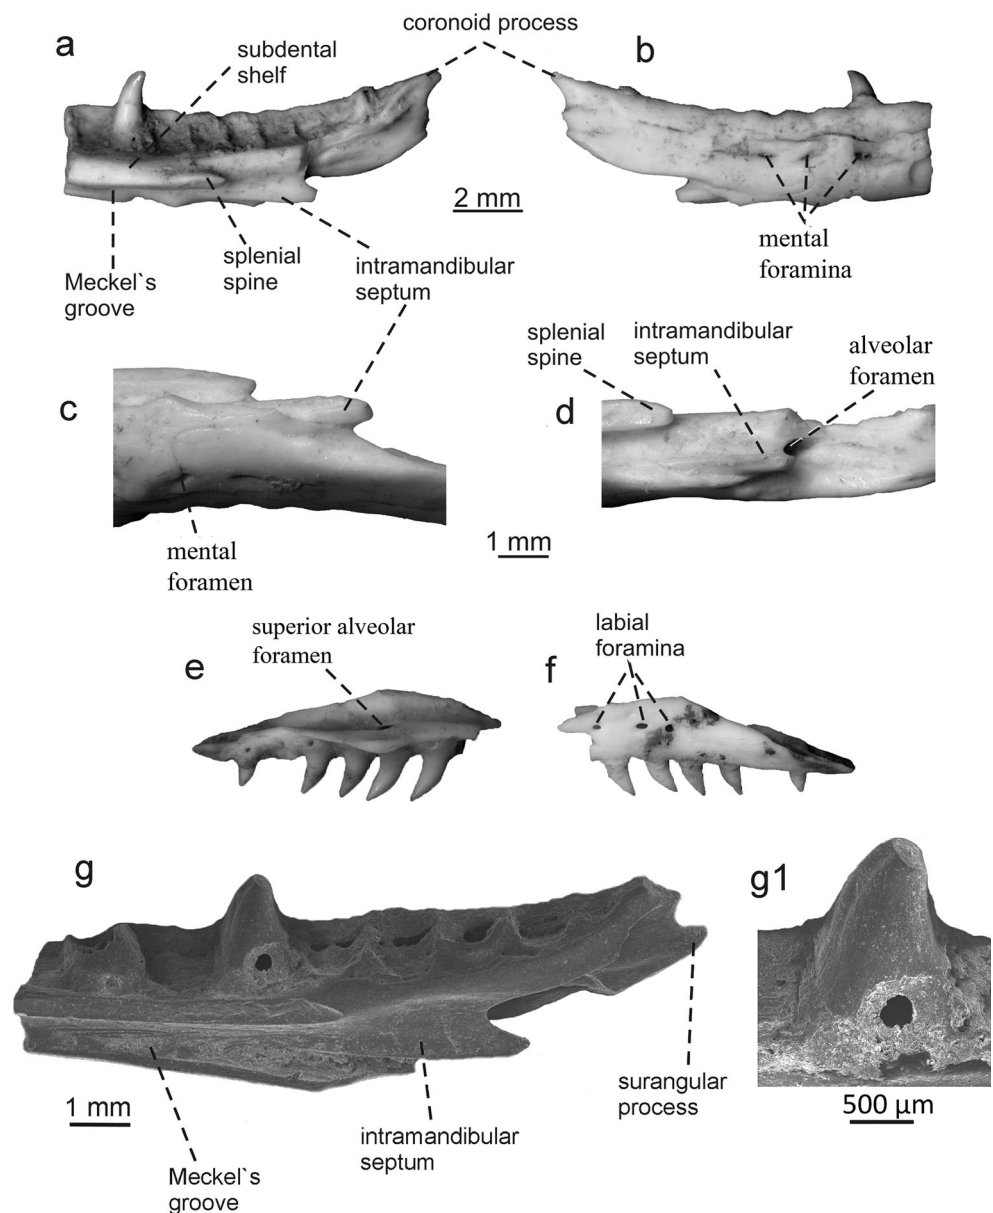 coronoid process
a
b
subdental
shelf
2 mm
Meckel`s
groove
splenial
spine
intramandibular
septum
mental
foramina
c
d
splenial
spine
intramandibular
septum
alveolar
foramen
mental
foramen
1 mm
superior alveolar
foramen
e
labial
foramina
f
g
g1
surangular
process
1 mm
intramandibular
septum
Meckel`s
groove
500 µm